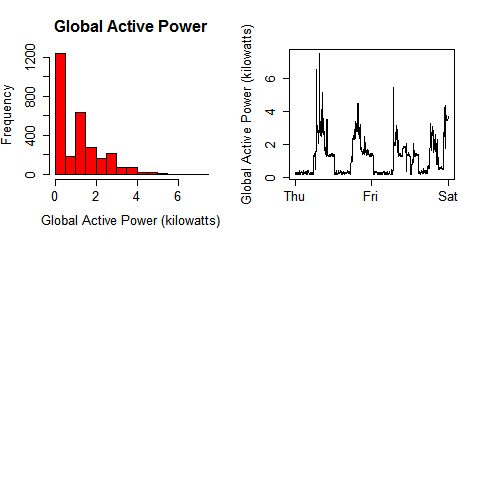 Global Active Power
Frequency
0 400 800 1200
0 2 4 6
Global Active Power (kilowatts)
Global Active Power (kilowatts)
0 2 4 6
Thu Fri Sat